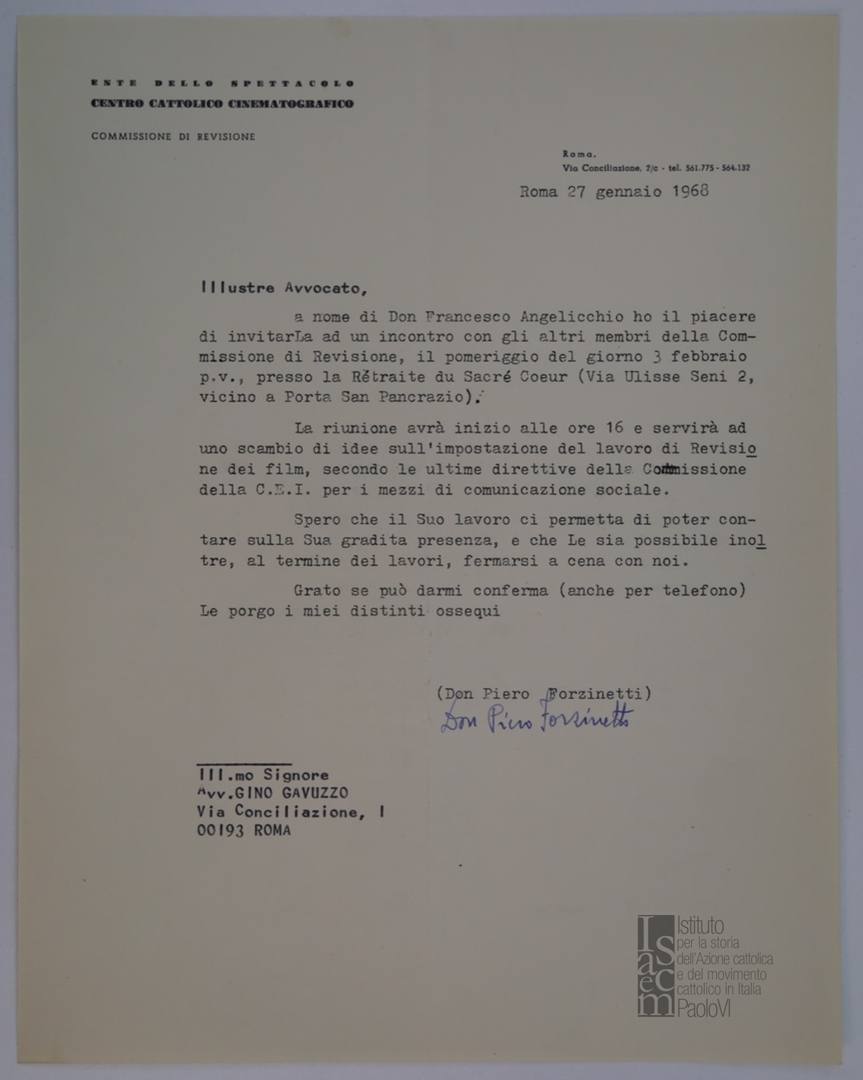 ENTE DELLO SPETTACOLO
CENTRO CATTOLICO CINEMATOGRAFICO
COMMISSIONE DI REVISIONE
Roma.
Via Conciliazione, 2/c - tel. 561.775 - 564.132
Roma 27 gennaio 1968
Illustre Avvocato,
a nome di Don Francesco Angelicchio ho il piacere
di invitarLa ad un incontro con gli altri membri della Com-
missione di Revisione, il pomeriggio del giorno 3 febbraio
p.v., presso la Rétraite du Sacré Coeur (Via Ulisse Seni 2,
vicino a Porta San Pancrazio).
La riunione avrà inizio alle ore 16 e servirà ad
uno scambio di idee sull'impostazione del lavoro di Revisio
ne dei film, secondo le ultime direttive della Commissione
della C.E.I. per i mezzi di comunicazione sociale.
Spero che il Suo lavoro ci permetta di poter con-
tare sulla Sua gradita presenza, e che Le sia possibile inol
tre, al termine dei lavori, fermarsi a cena con noi.
Grato se può darmi conferma (anche per telefono)
Le porgo i miei distinti ossequi
(Don Piero Forzinetti)
Don Piero Forzinetti
Ill.mo Signore
Avv.GINO GAVUZZO
Via Conciliazione, 1
00193 ROMA
Isacem
Istituto
per la storia
dell'Azione cattolica
e del movimento
cattolico in Italia
PaoloVI